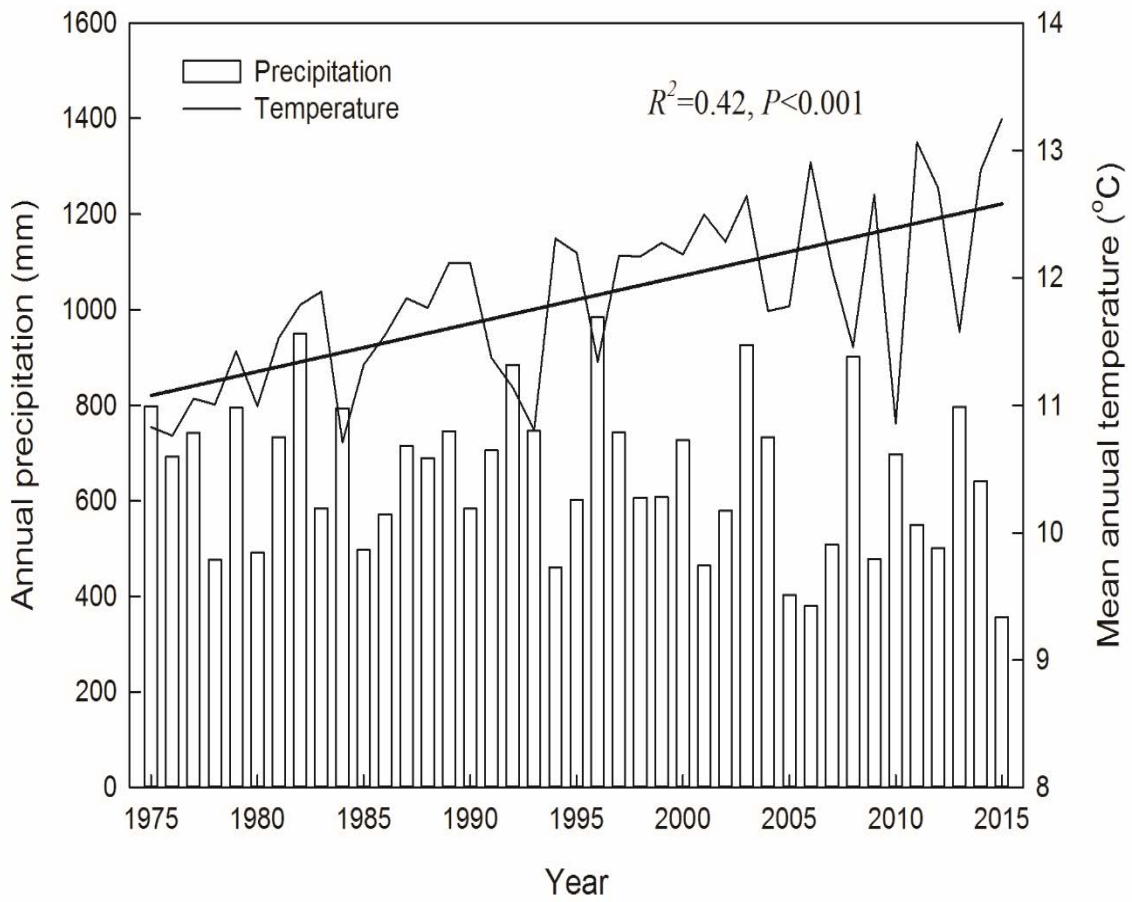 1600
1400
1200
1000
800
600
400
200
0
Annual precipitation (mm)
Precipitation
Temperature
R²=0.42, P<0.001
14
13
12
11
10
9
8
Mean anuual temperature (°C)
1975 1980 1985 1990 1995 2000 2005 2010 2015
Year